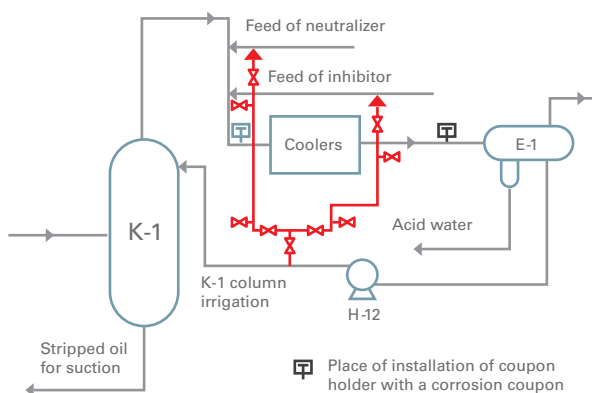 Feed of neutralizer
Feed of inhibitor
Coolers
E-1
K-1
Acid water
K-1 column
irrigation
H-12
Stripped oil
for suction
Place of installation of coupon
holder with a corrosion coupon